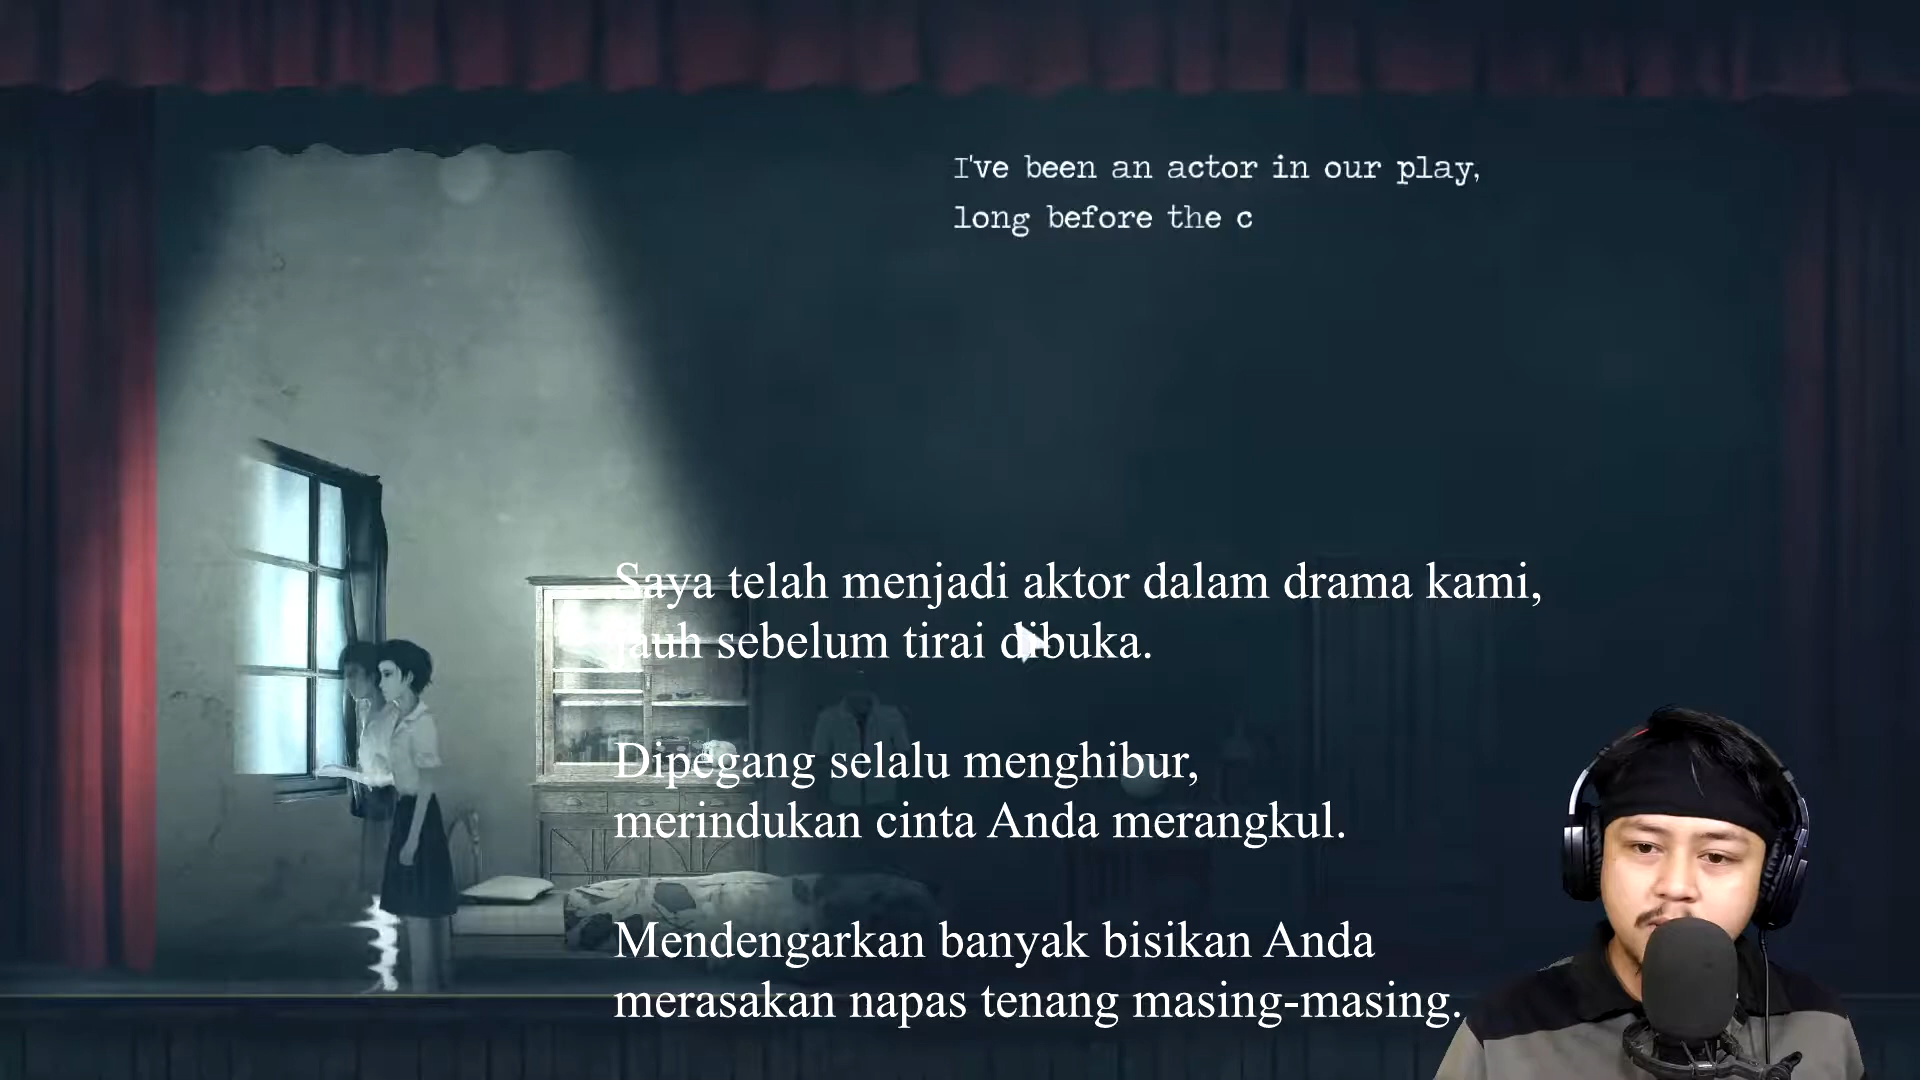 I've been an actor in our play,
long before the c
Saya telah menjadi aktor dalam drama kami,
jauh sebelum tirai dibuka.
Dipegang selalu menghibur,
merindukan cinta Anda merangkul.
Mendengarkan banyak bisikan Anda
merasakan napas tenang masing-masing.